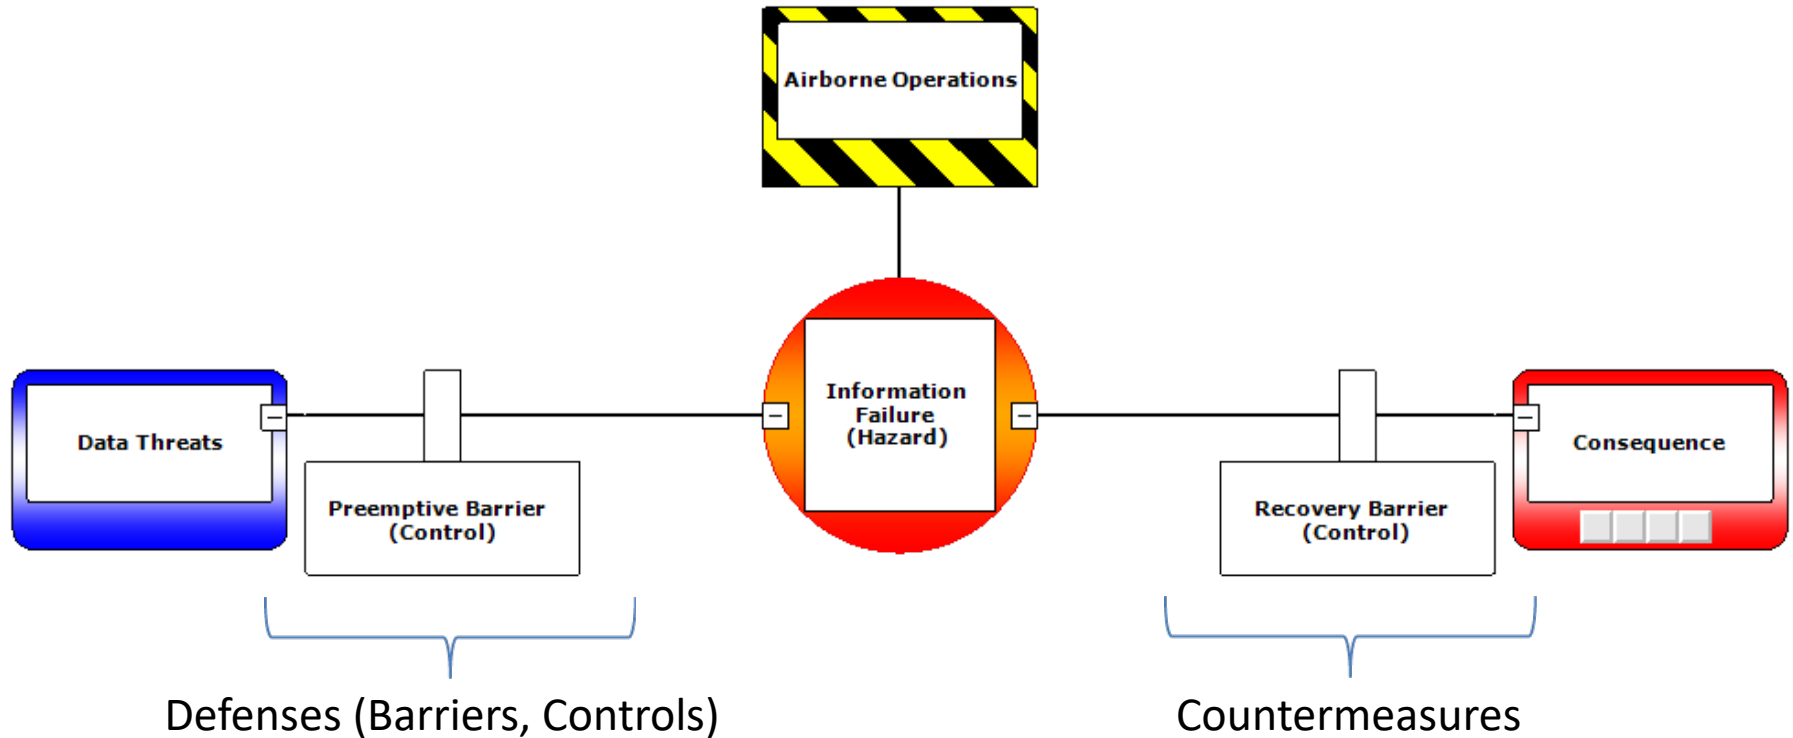 Airborne Operations
Information
Failure
(Hazard)
Data Threats
Consequence
Preemptive Barrier
(Control)
Recovery Barrier
(Control)
Defenses (Barriers, Controls)
Countermeasures